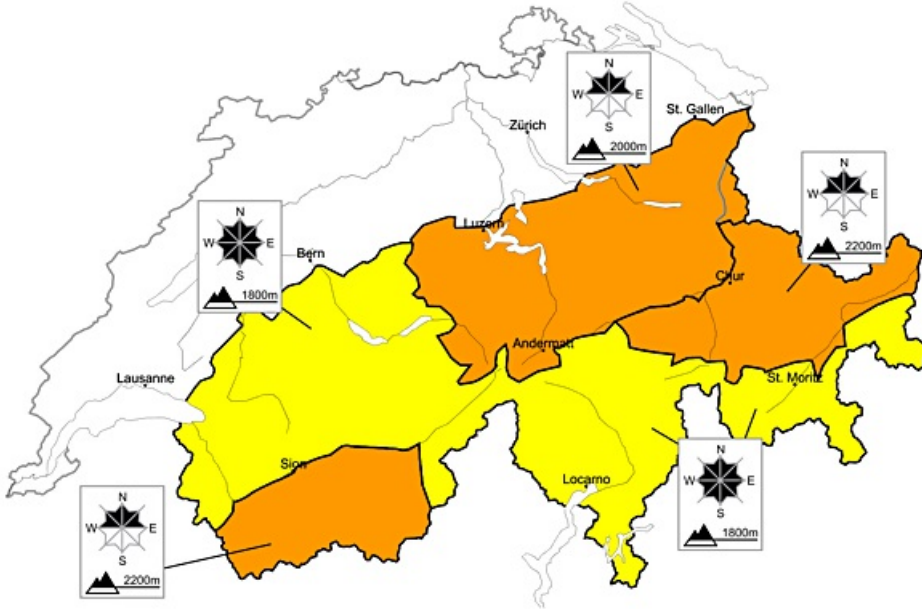 N
W E
S
2000m
St. Gallen
Zürich
N
W E
S
2200m
N
W E
S
1800m
Luzern
Bern
Chur
Andermatt
Lausanne
St. Moritz
Sion
Locarno
N
W E
S
1800m
N
W E
S
2200m